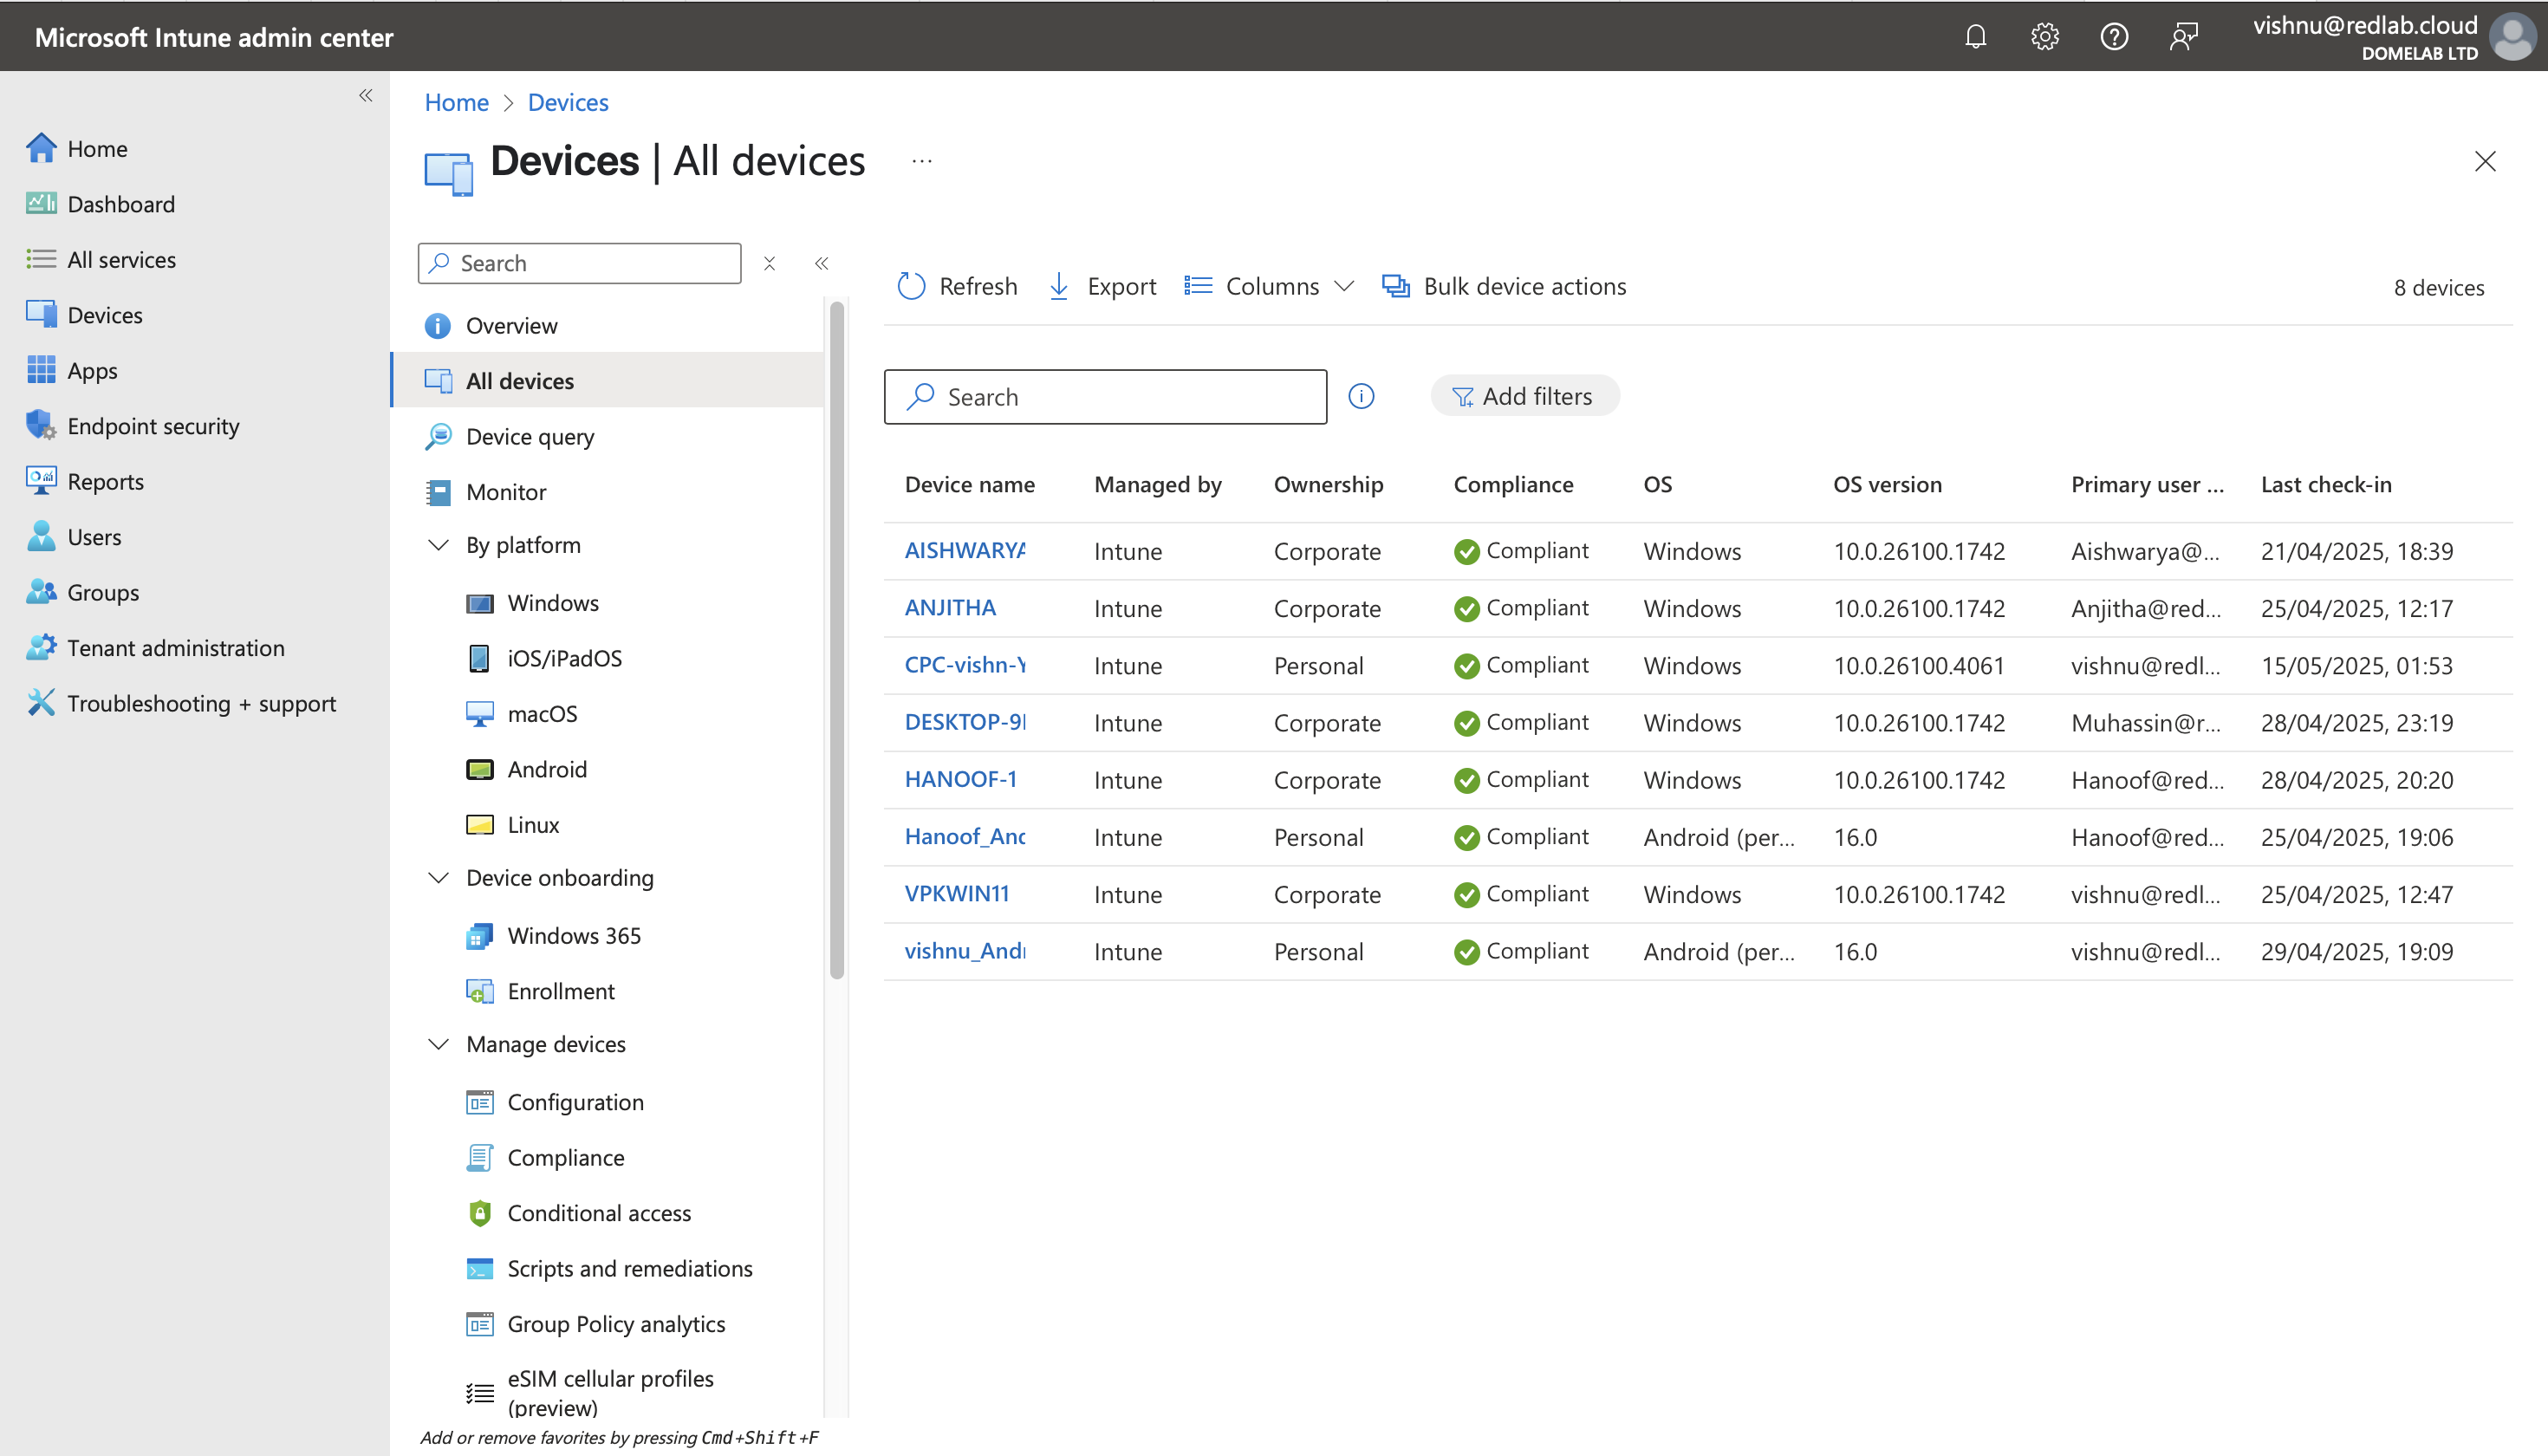 Microsoft Intune admin center
vishnu@redlab.cloud
DOMELAB LTD
Home
Dashboard
All services
Devices
Apps
Endpoint security
Reports
Users
Groups
Tenant administration
Troubleshooting + support
Home > Devices
Devices | All devices ...
Search
Overview
All devices
Device query
Monitor
By platform
Windows
iOS/iPadOS
macOS
Android
Linux
Device onboarding
Windows 365
Enrollment
Manage devices
Configuration
Compliance
Conditional access
Scripts and remediations
Group Policy analytics
eSIM cellular profiles
(preview)
Add or remove favorites by pressing Cmd+Shift+F
Refresh Export Columns Bulk device actions 8 devices
Search Add filters
Device name Managed by Ownership Compliance OS OS version Primary user ... Last check-in
AISHWARYA Intune Corporate Compliant Windows 10.0.26100.1742 Aishwarya@... 21/04/2025, 18:39
ANJITHA Intune Corporate Compliant Windows 10.0.26100.1742 Anjitha@red... 25/04/2025, 12:17
CPC-vishn-Y Intune Personal Compliant Windows 10.0.26100.4061 vishnu@redl... 15/05/2025, 01:53
DESKTOP-9 Intune Corporate Compliant Windows 10.0.26100.1742 Muhassin@r... 28/04/2025, 23:19
HANOOF-1 Intune Corporate Compliant Windows 10.0.26100.1742 Hanoof@red... 28/04/2025, 20:20
Hanoof_And Intune Personal Compliant Android (per... 16.0 Hanoof@red... 25/04/2025, 19:06
VPKWIN11 Intune Corporate Compliant Windows 10.0.26100.1742 vishnu@redl... 25/04/2025, 12:47
vishnu_Andr Intune Personal Compliant Android (per... 16.0 vishnu@redl... 29/04/2025, 19:09